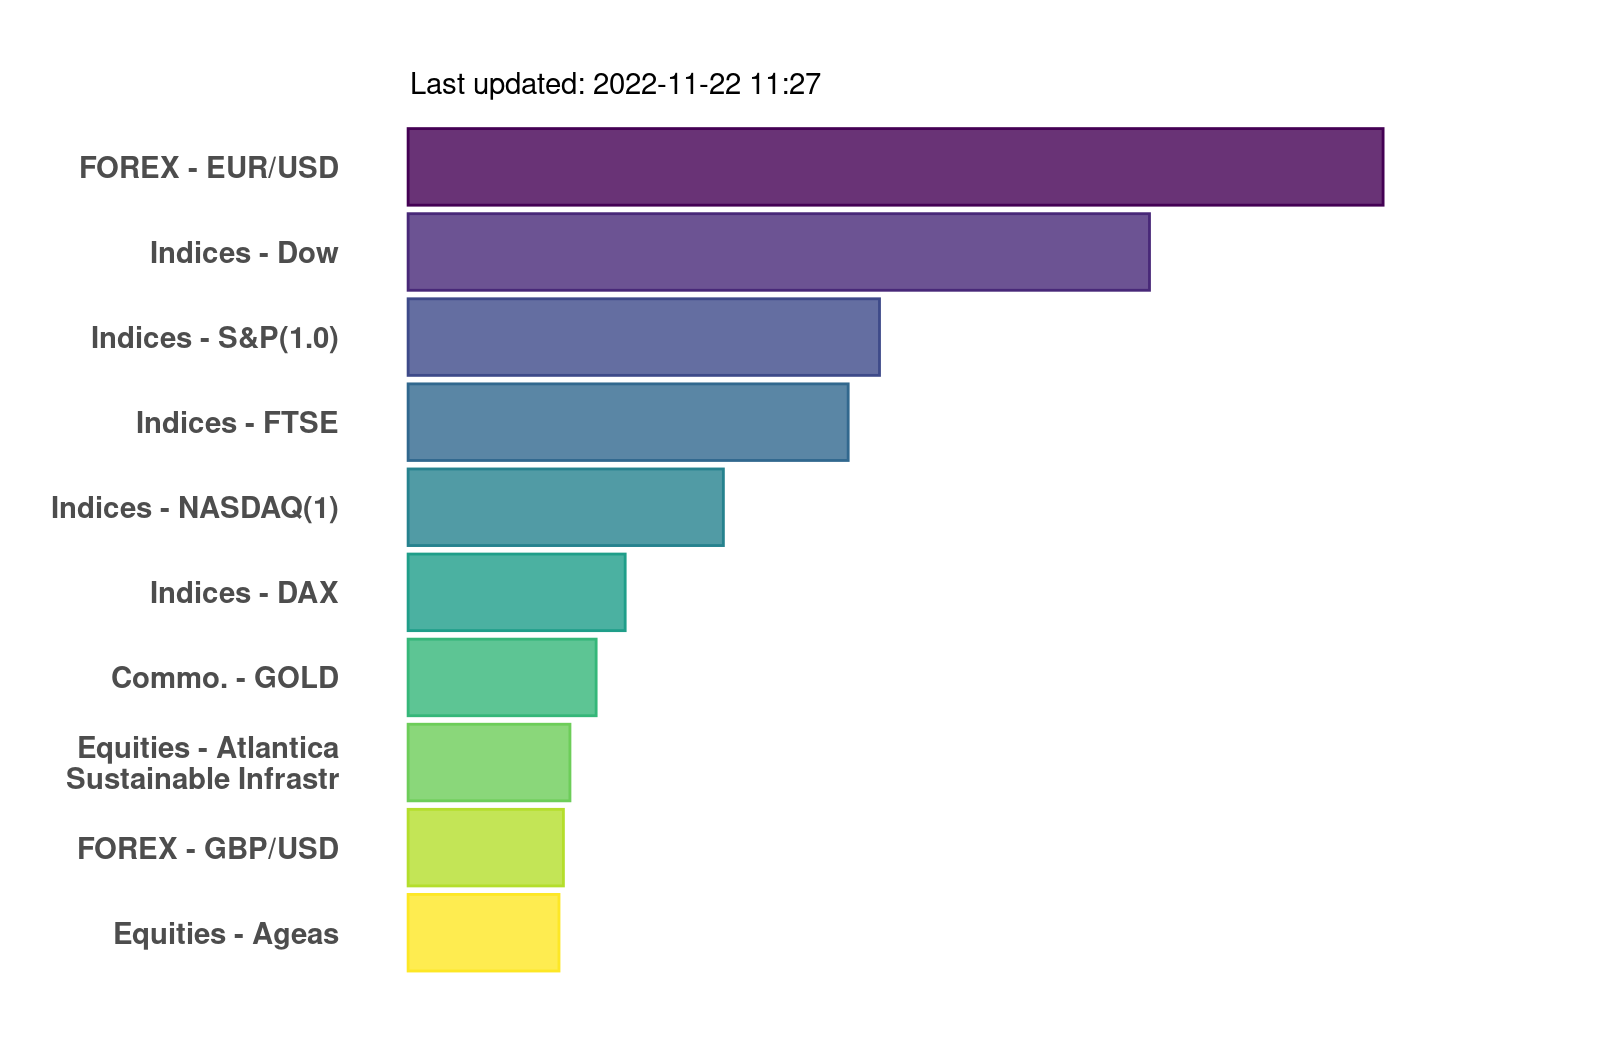 Last updated: 2022-11-22 11:27
FOREX - EUR/USD
Indices - Dow
Indices - S&P(1.0)
Indices - FTSE
Indices - NASDAQ(1)
Indices - DAX
Commo. - GOLD
Equities - Atlantica
Sustainable Infrastr
FOREX - GBP/USD
Equities - Ageas